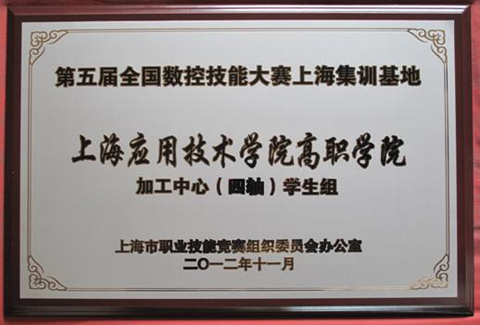 第五届全国数控技能大赛上海集训基地
上海应用技术学院高职学院
加工中心（四轴）学生组
上海市职业技能竞赛组织委员会办公室
二〇一二年十一月